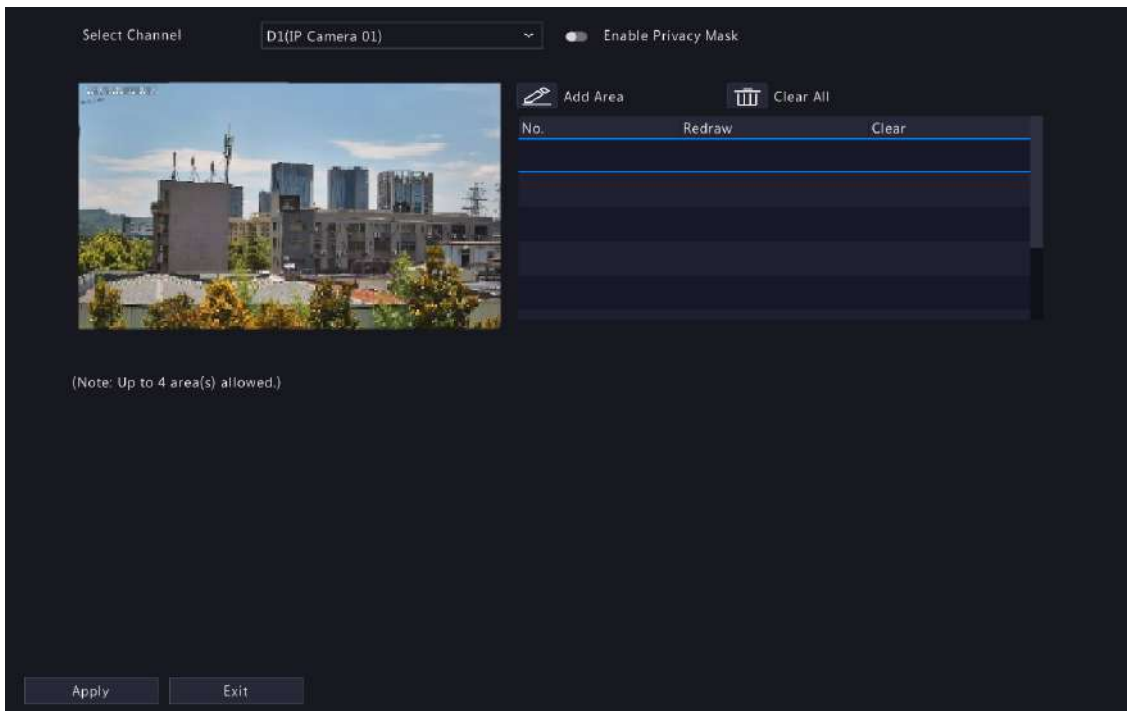 Select Channel D1(IP Camera 01) Enable Privacy Mask
Add Area Clear All
No. Redraw Clear
(Note: Up to 4 area(s) allowed.)
Apply Exit